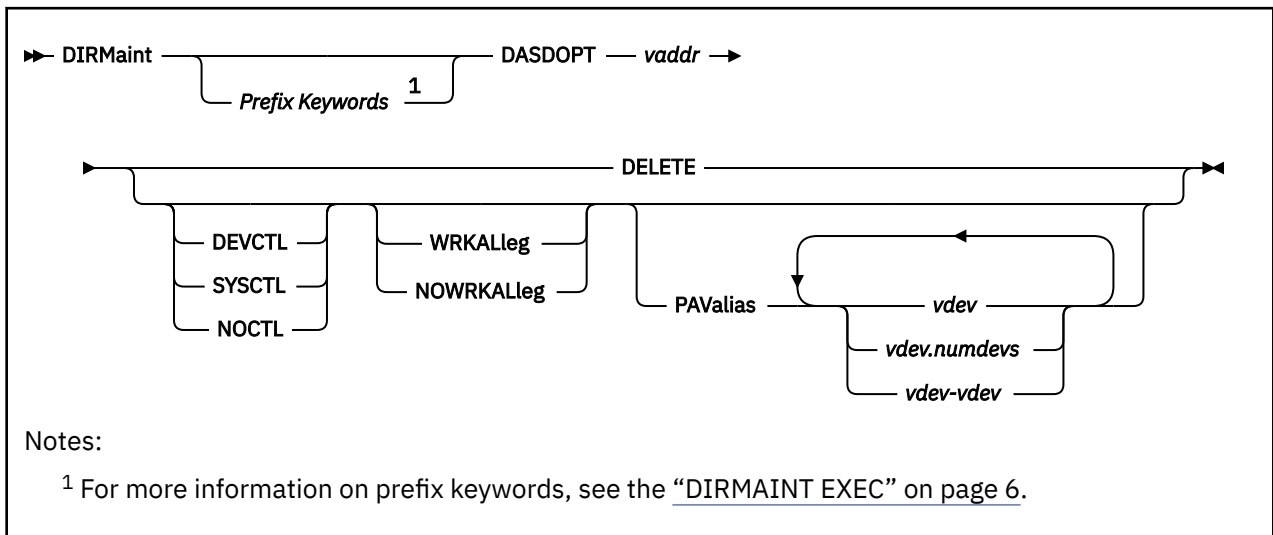 DIRMaint DASDOPT vaddr
Prefix Keywords 1
DELETE
DEVCTL WRKALleg
SYSCTL NOWRKALleg
NOCTL
PAValias vdev
vdev.numdevs
vdev-vdev
Notes:
1 For more information on prefix keywords, see the “DIRMAINT EXEC” on page 6.